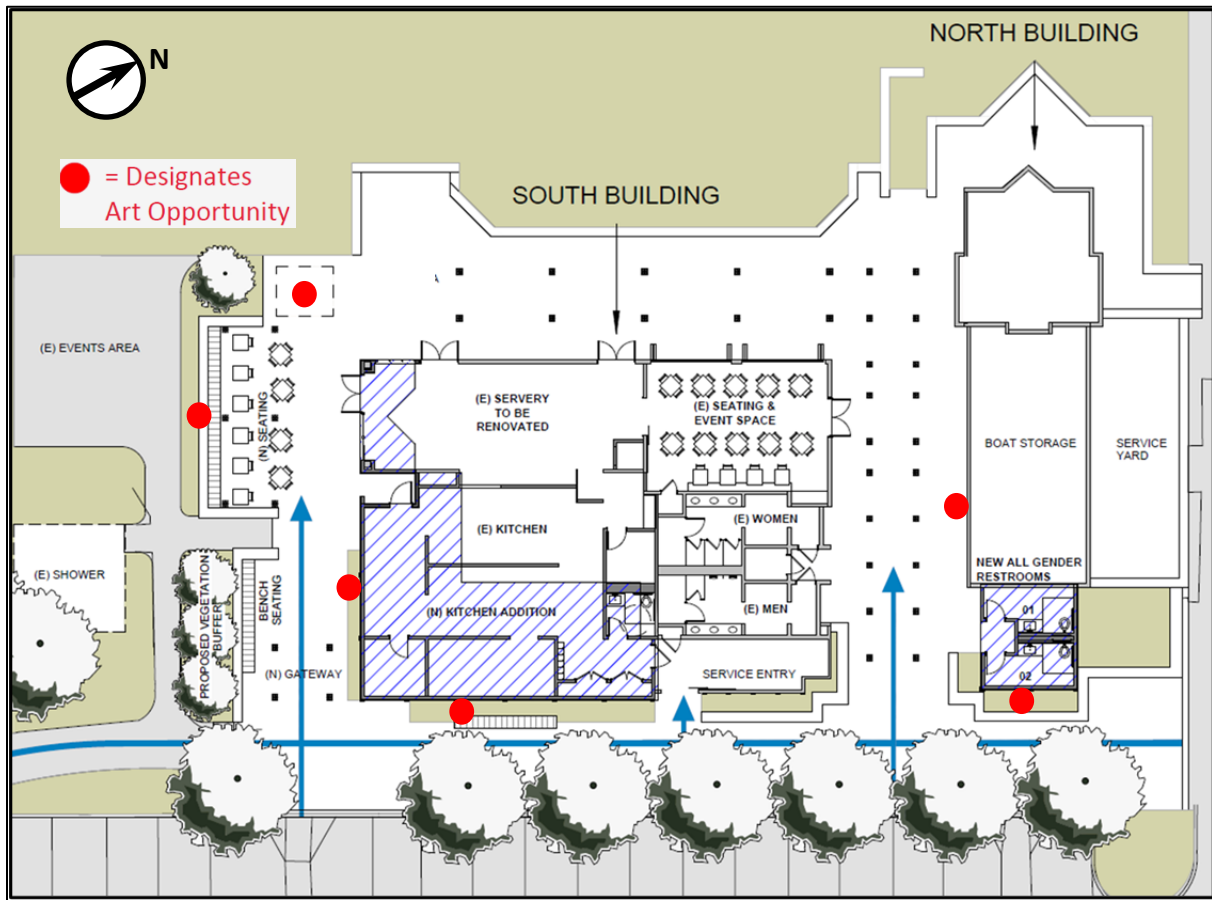 N
NORTH BUILDING
= Designates
Art Opportunity
SOUTH BUILDING
(E) EVENTS AREA
(N) SEATING
(E) SERVERY
TO BE
RENOVATED
(E) SEATING &
EVENT SPACE
BOAT STORAGE
SERVICE
YARD
(E) KITCHEN
(E) WOMEN
(E) SHOWER
PROPOSED VEGETATION
BUFFER
BENCH
SEATING
(N) KITCHEN ADDITION
(E) MEN
NEW ALL GENDER
RESTROOMS
01
02
(N) GATEWAY
SERVICE ENTRY